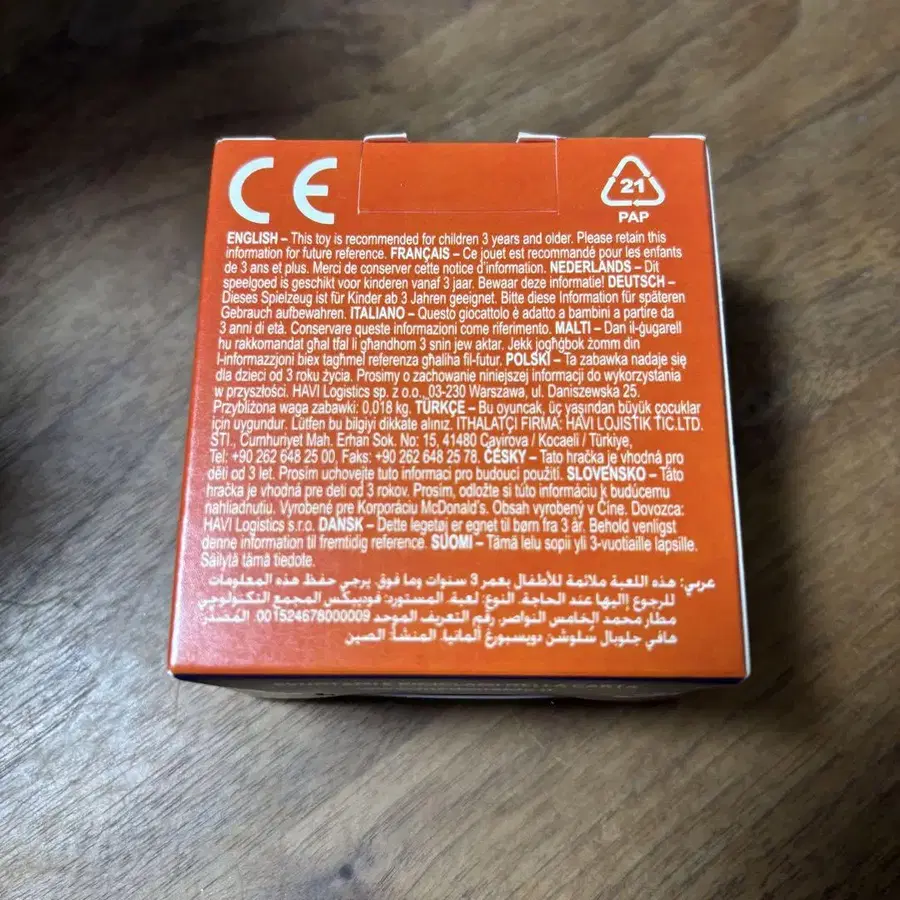 CE
21
PAP
ENGLISH – This toy is recommended for children 3 years and older. Please retain this
information for future reference. FRANÇAIS – Ce jouet est recommandé pour les enfants
de 3 ans et plus. Merci de conserver cette notice d'information. NEDERLANDS – Dit
speelgoed is geschikt voor kinderen vanaf 3 jaar. Bewaar deze informatie! DEUTSCH –
Dieses Spielzeug ist für Kinder ab 3 Jahren geeignet. Bitte diese Information für späteren
Gebrauch aufbewahren. ITALIANO – Questo giocattolo è adatto a bambini a partire da
3 anni di età. Conservare queste informazioni come riferimento. MALTI – Dan il-ġugarell
hu rakkomandat għal tfal li għandhom 3 snin jew aktar. Jekk jogħġbok żomm din
l-informazzjoni biex tagħmel referenza għaliha fil-futur. POLSKI – Ta zabawka nadaje się
dla dzieci od 3 roku życia. Prosimy o zachowanie niniejszej informacji do wykorzystania
w przyszłości. HAVI Logistics sp. z o.o., 03-230 Warszawa, ul. Daniszewska 25.
Przybliżona waga zabawki: 0,018 kg. TÜRKÇE – Bu oyuncak, üç yaşından büyük çocuklar
için uygundur. Lütfen bu bilgiyi dikkate alınız. İTHALATÇI FIRMA: HAVI LOJISTIK TİC.LTD.
ŞTİ., Cumhuriyet Mah. Erhan Sok. No: 15, 41480 Çayirova / Kocaeli / Türkiye,
Tel: +90 262 648 25 00, Faks: +90 262 648 25 78. ČESKY – Tato hračka je vhodná pro
děti od 3 let. Prosím uchovejte tuto informaci pro budoucí použití. SLOVENSKO – Táto
hračka je vhodná pre deti od 3 rokov. Prosím, odložte si túto informáciu k budúcemu
nahliadnutiu. Vyrobené pre Korporáciu McDonald's. Obsah vyrobený v Číne. Dovozca:
HAVI Logistics s.r.o. DANSK – Dette legetøj er egnet til børn fra 3 år. Behold venligst
denne information til fremtidig reference. SUOMI – Tämä lelu sopii yli 3-vuotiaille lapsille.
Säilytä tämä tiedote.
عربي: هذه اللعبة ملائمة للأطفال بعمر 3 سنوات وما فوق. يرجي حفظ هذه المعلومات
للرجوع إليها عند الحاجة. النوع: لعبة. المستورد: فوديبكس المجمع التكنولوجي
مطار محمد الخامس النواصر. رقم التعريف الموحد 001524678000009. المصدر
هافي جلوبال سلوشن دويسبورغ ألمانيا. المنشأ: الصين